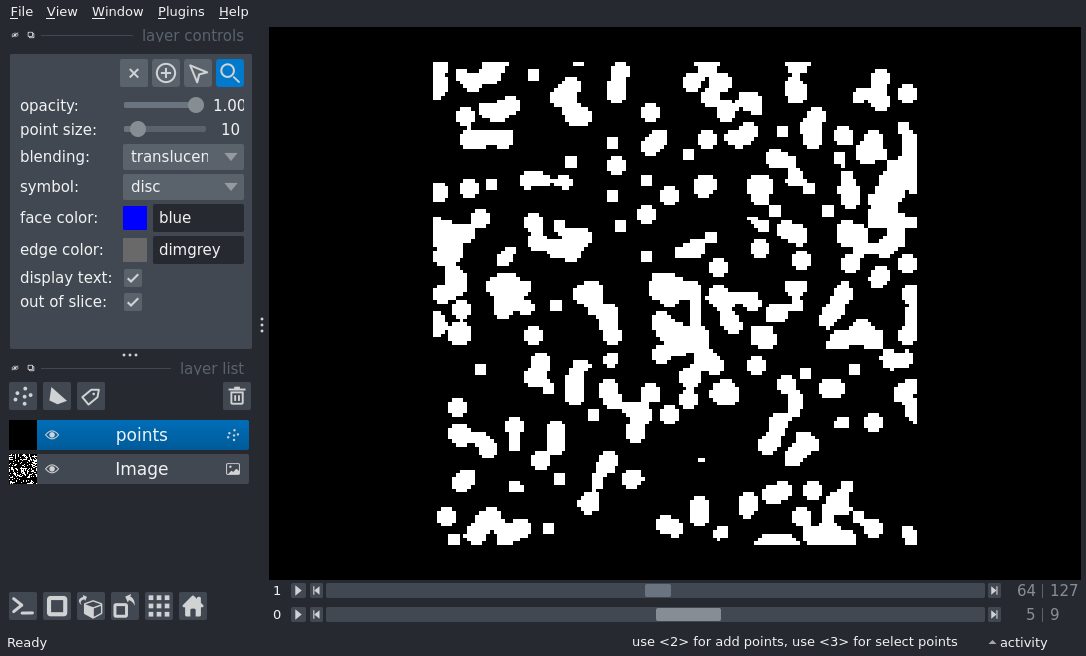 File View Window Plugins Help
layer controls
opacity: 1.00
point size: 10
blending: translucen
symbol: disc
face color: blue
edge color: dimgrey
display text:
out of slice:
layer list
points
Image
1 64 | 127
0 5 | 9
Ready use <2> for add points, use <3> for select points activity